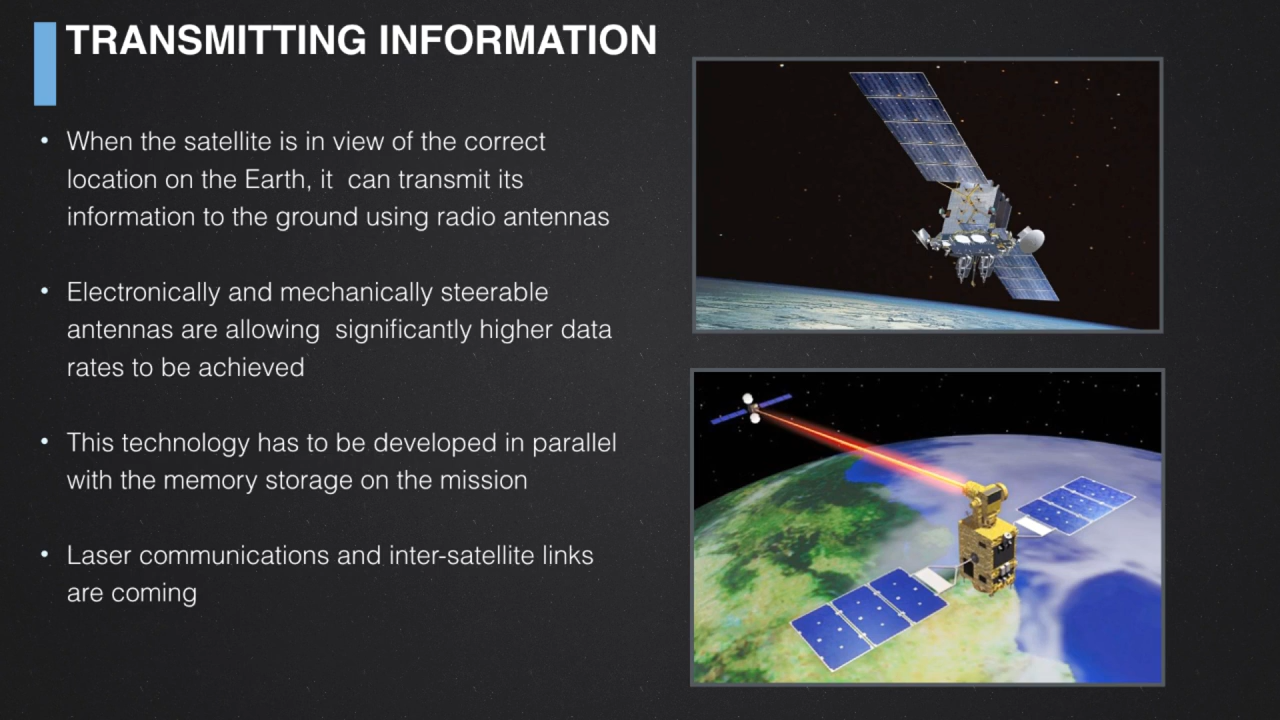 TRANSMITTING INFORMATION
• When the satellite is in view of the correct
location on the Earth, it  can transmit its
information to the ground using radio antennas
• Electronically and mechanically steerable
antennas are allowing  significantly higher data
rates to be achieved
• This technology has to be developed in parallel
with the memory storage on the mission
• Laser communications and inter-satellite links
are coming